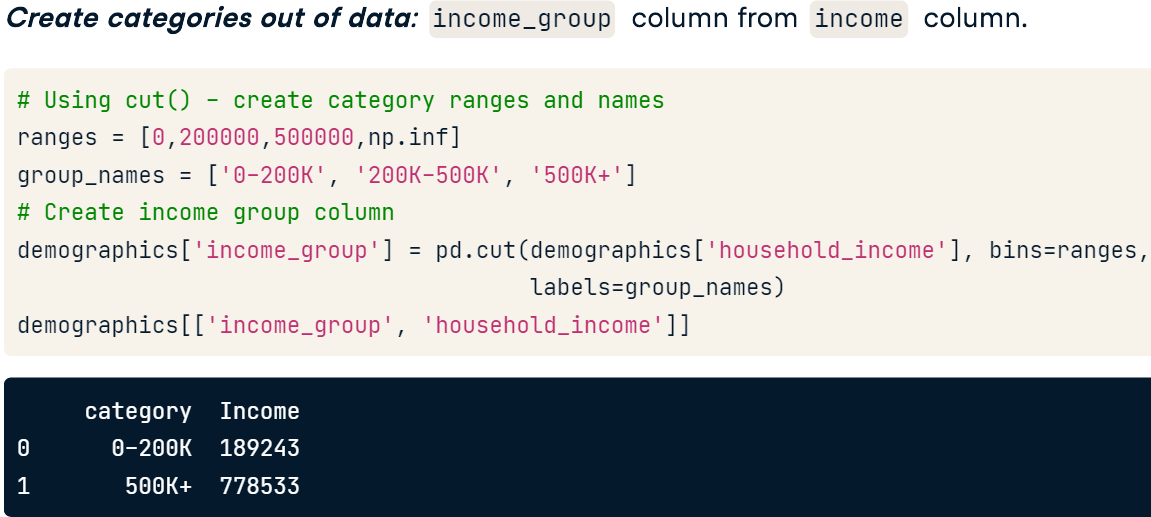 Create categories out of data: income_group column from income column.
# Using cut() - create category ranges and names
ranges = [0,200000,500000,np.inf]
group_names = ['0-200K', '200K-500K', '500K+']
# Create income group column
demographics['income_group'] = pd.cut(demographics['household_income'], bins=ranges,
labels=group_names)
demographics[['income_group', 'household_income']]
category Income
0 0-200K 189243
1 500K+ 778533